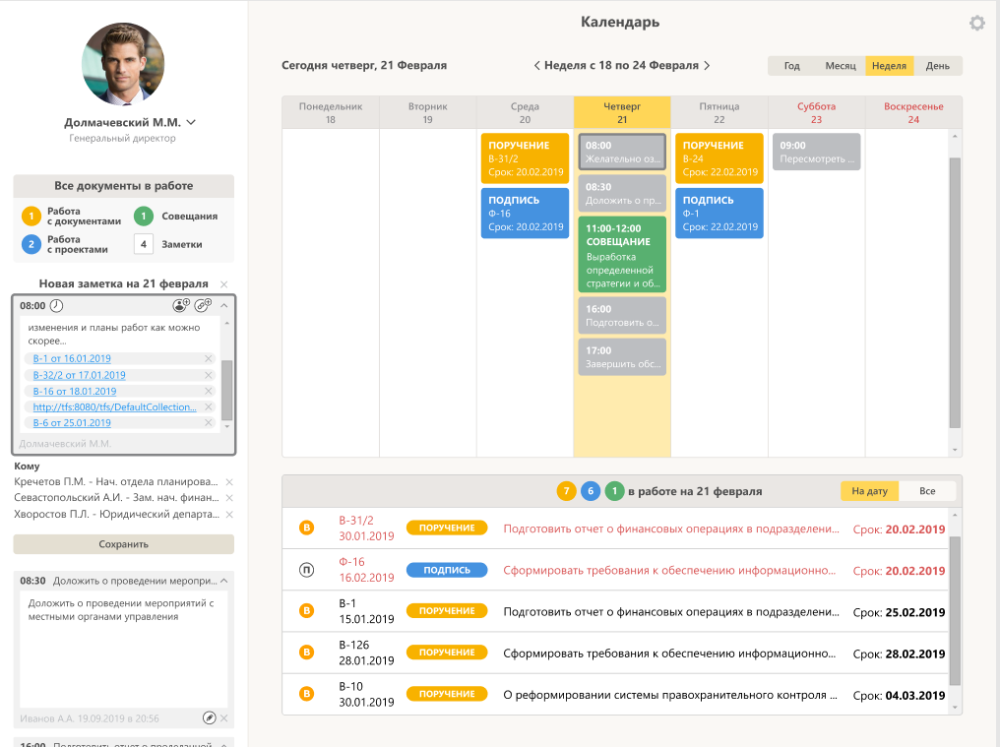 Календарь
Долмачевский М.М.
Генеральный директор
Все документы в работе
1 Работа с документами
1 Совещания
2 Работа с проектами
4 Заметки
Новая заметка на 21 февраля
08:00
изменения и планы работ как можно
скорее...
В-1 от 16.01.2019
В-32/2 от 17.01.2019
В-16 от 18.01.2019
http://tfs:8080/tfs/DefaultCollection...
В-6 от 25.01.2019
Долмачевский М.М.
Кому
Кречетов П.М. - Нач. отдела планирова...
Севастопольский А.И. - Зам. нач. финан...
Хворостов П.Л. - Юридический департа...
Сохранить
08:30 Доложить о проведении меропри...
Доложить о проведении мероприятий с
местными органами управления
Иванов А.А. 19.09.2019 в 20:56
16:00 Подготовить отчет о проделанной
Сегодня четверг, 21 Февраля
Неделя с 18 по 24 Февраля
Год Месяц Неделя День
Понедельник
18
Вторник
19
Среда
20
Четверг
21
Пятница
22
Суббота
23
Воскресенье
24
ПОРУЧЕНИЕ
В-31/2
Срок: 20.02.2019
ПОДПИСЬ
Ф-16
Срок: 20.02.2019
08:00
Желательно оз...
08:30
Доложить о пр...
11:00-12:00
СОВЕЩАНИЕ
Выработка
определенной
стратегии и об...
16:00
Подготовить о...
17:00
Завершить обс...
ПОРУЧЕНИЕ
В-24
Срок: 22.02.2019
ПОДПИСЬ
Ф-1
Срок: 22.02.2019
09:00
Пересмотреть ...
7 6 1 в работе на 21 февраля
На дату Все
В В-31/2 30.01.2019 ПОРУЧЕНИЕ Подготовить отчет о финансовых операциях в подразделени... Срок: 20.02.2019
П Ф-16 16.02.2019 ПОДПИСЬ Сформировать требования к обеспечению информационно... Срок: 20.02.2019
В В-1 15.01.2019 ПОРУЧЕНИЕ Подготовить отчет о финансовых операциях в подразделени... Срок: 25.02.2019
В В-126 28.01.2019 ПОРУЧЕНИЕ Сформировать требования к обеспечению информационно... Срок: 28.02.2019
В В-10 30.01.2019 ПОРУЧЕНИЕ О реформировании системы правохранительного контроля ... Срок: 04.03.2019